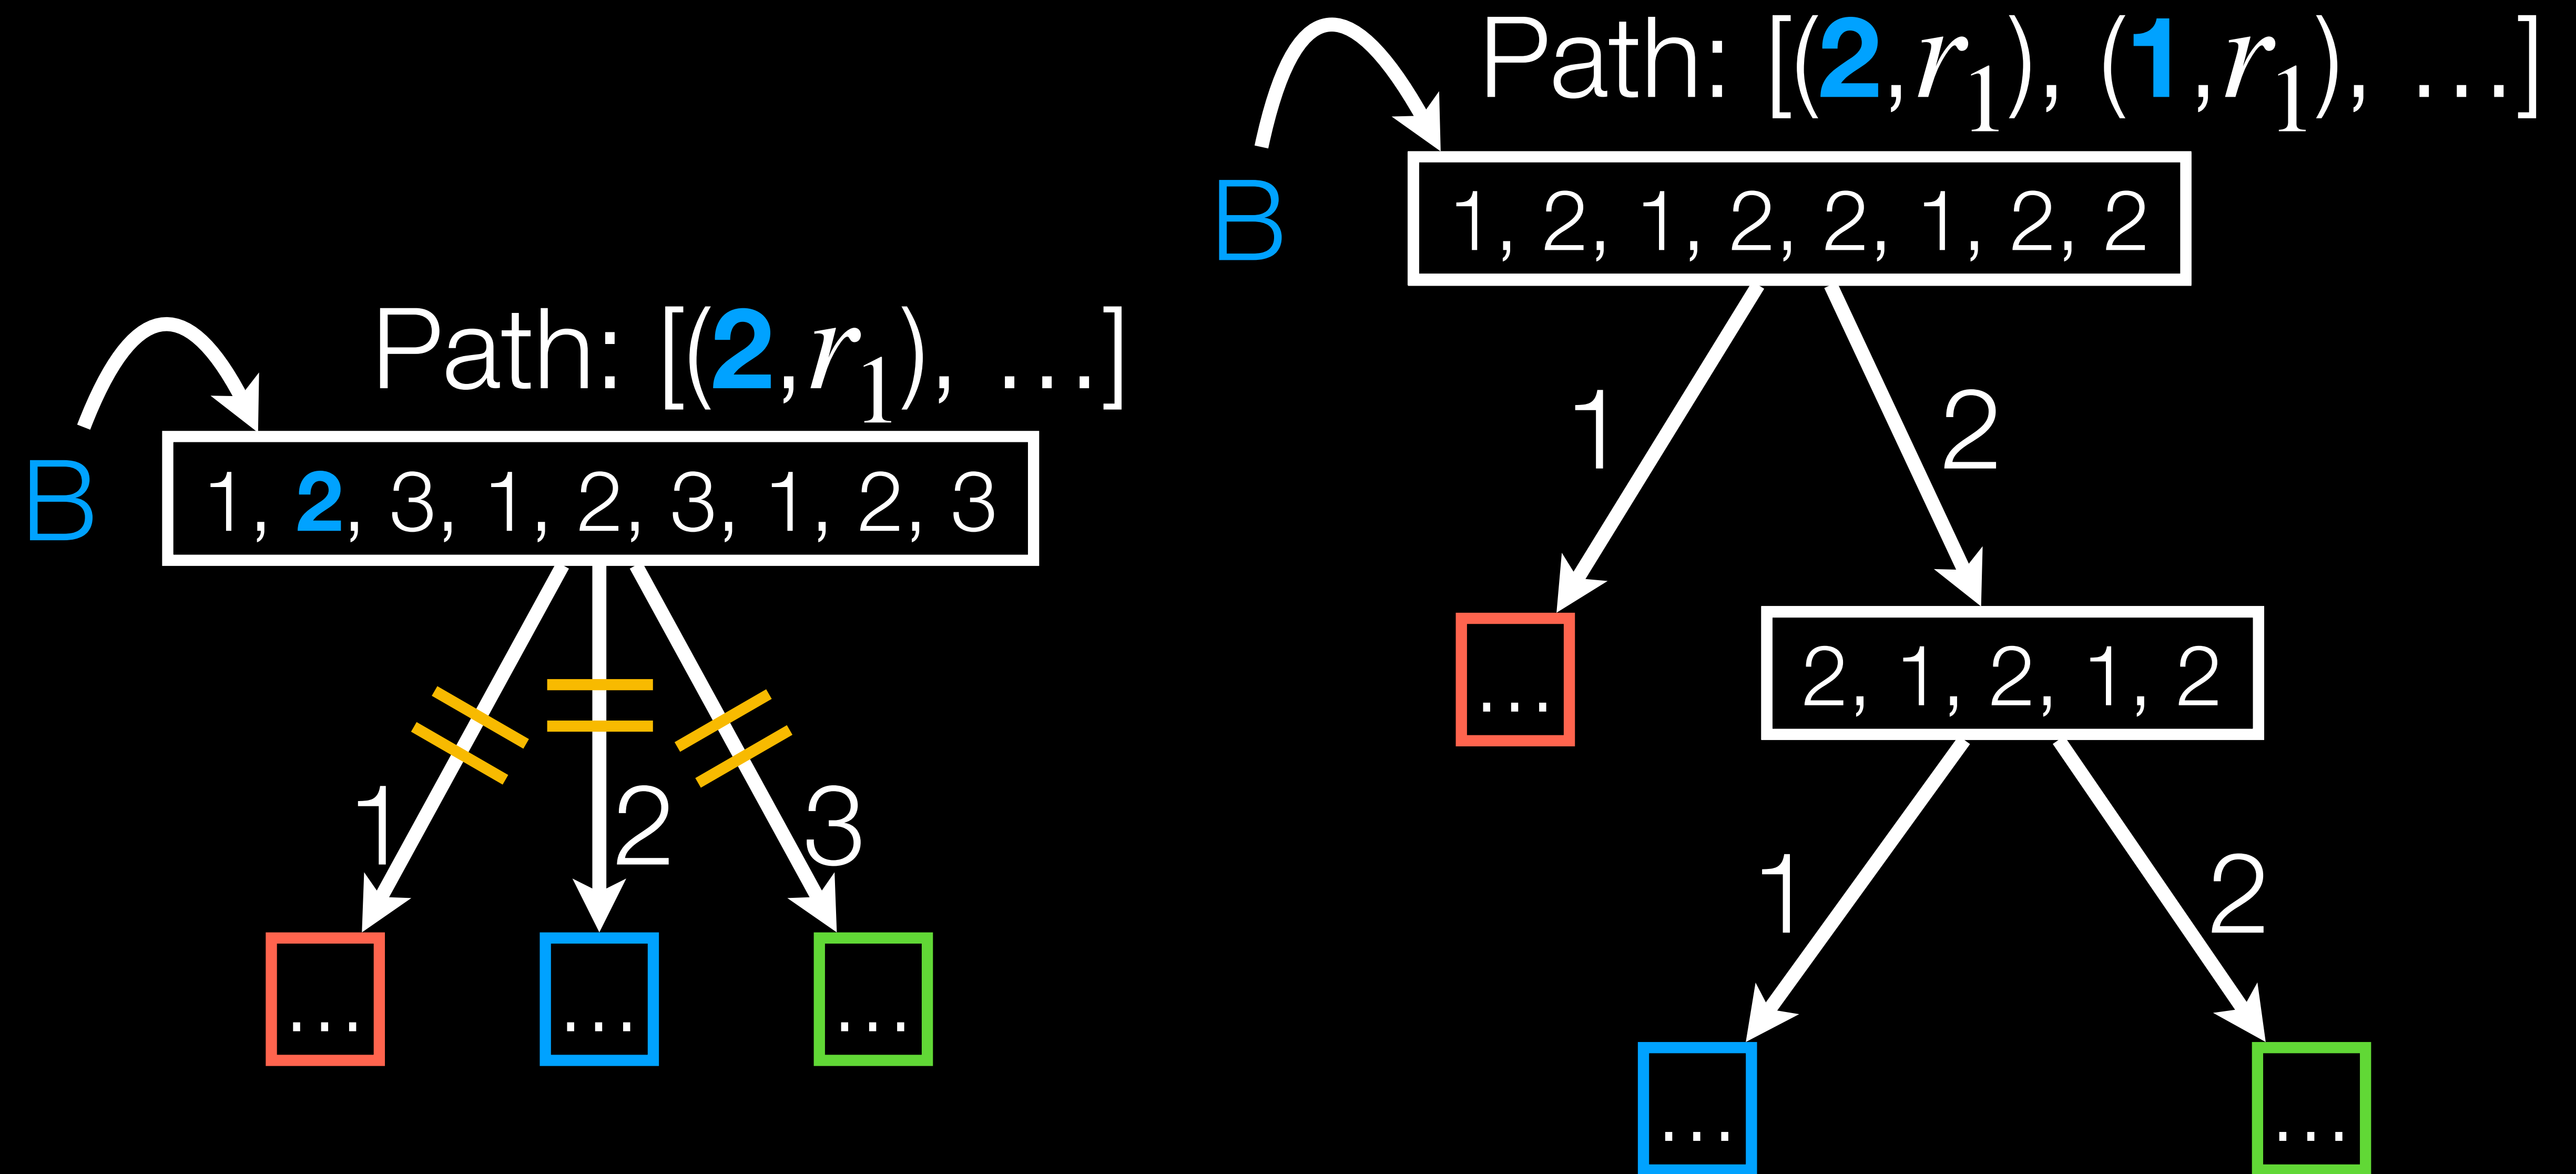 Path: [(2,r₁), …]
B
1, 2, 3, 1, 2, 3, 1, 2, 3
1
2
3
…
…
…
Path: [(2,r₁), (1,r₁), …]
B
1, 2, 1, 2, 2, 1, 2, 2
1
2
…
2, 1, 2, 1, 2
1
2
…
…